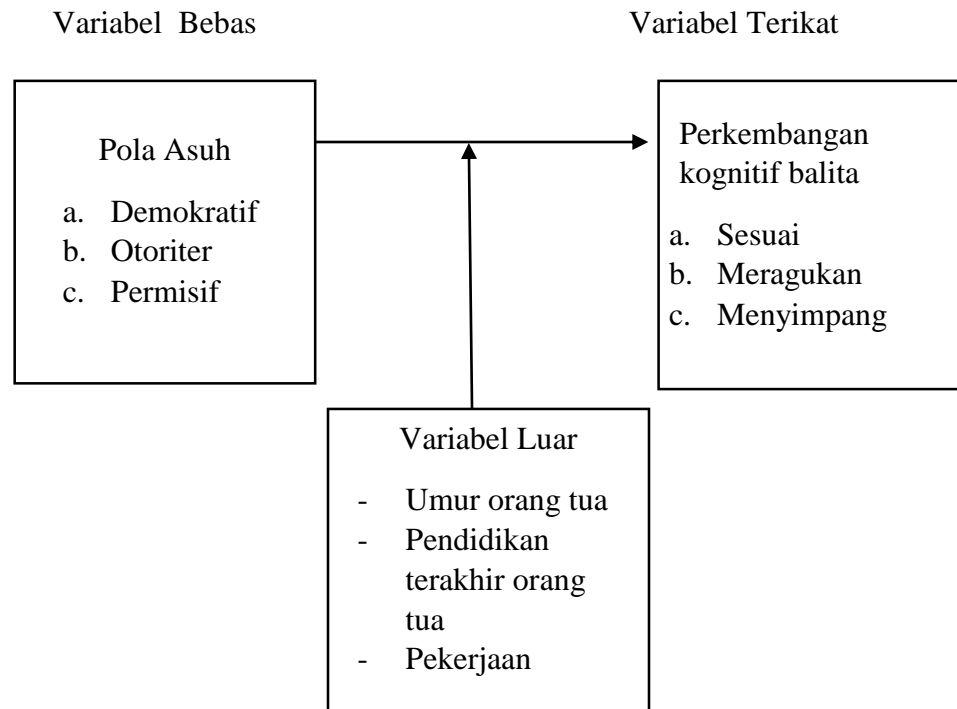 Variabel Bebas
Variabel Terikat
Pola Asuh
a. Demokratif
b. Otoriter
c. Permisif
Perkembangan
kognitif balita
a. Sesuai
b. Meragukan
c. Menyimpang
Variabel Luar
- Umur orang tua
- Pendidikan
terakhir orang
tua
- Pekerjaan